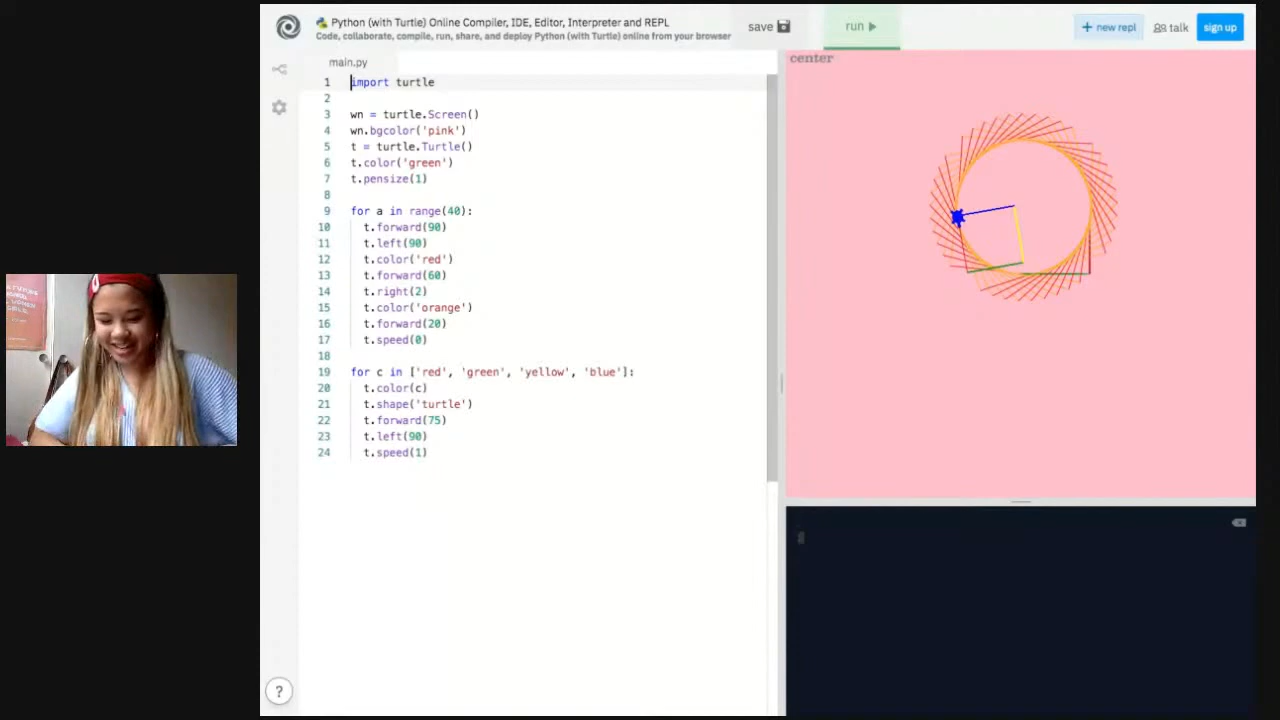 Python (with Turtle) Online Compiler, IDE, Editor, Interpreter and REPL
Code, collaborate, compile, run, share, and deploy Python (with Turtle) online from your browser
save
run
+ new repl
talk
sign up
main.py
1 import turtle
2
3 wn = turtle.Screen()
4 wn.bgcolor('pink')
5 t = turtle.Turtle()
6 t.color('green')
7 t.pensize(1)
8
9 for a in range(40):
10 t.forward(90)
11 t.left(90)
12 t.color('red')
13 t.forward(60)
14 t.right(2)
15 t.color('orange')
16 t.forward(20)
17 t.speed(0)
18
19 for c in ['red', 'green', 'yellow', 'blue']:
20 t.color(c)
21 t.shape('turtle')
22 t.forward(75)
23 t.left(90)
24 t.speed(1)
center
?